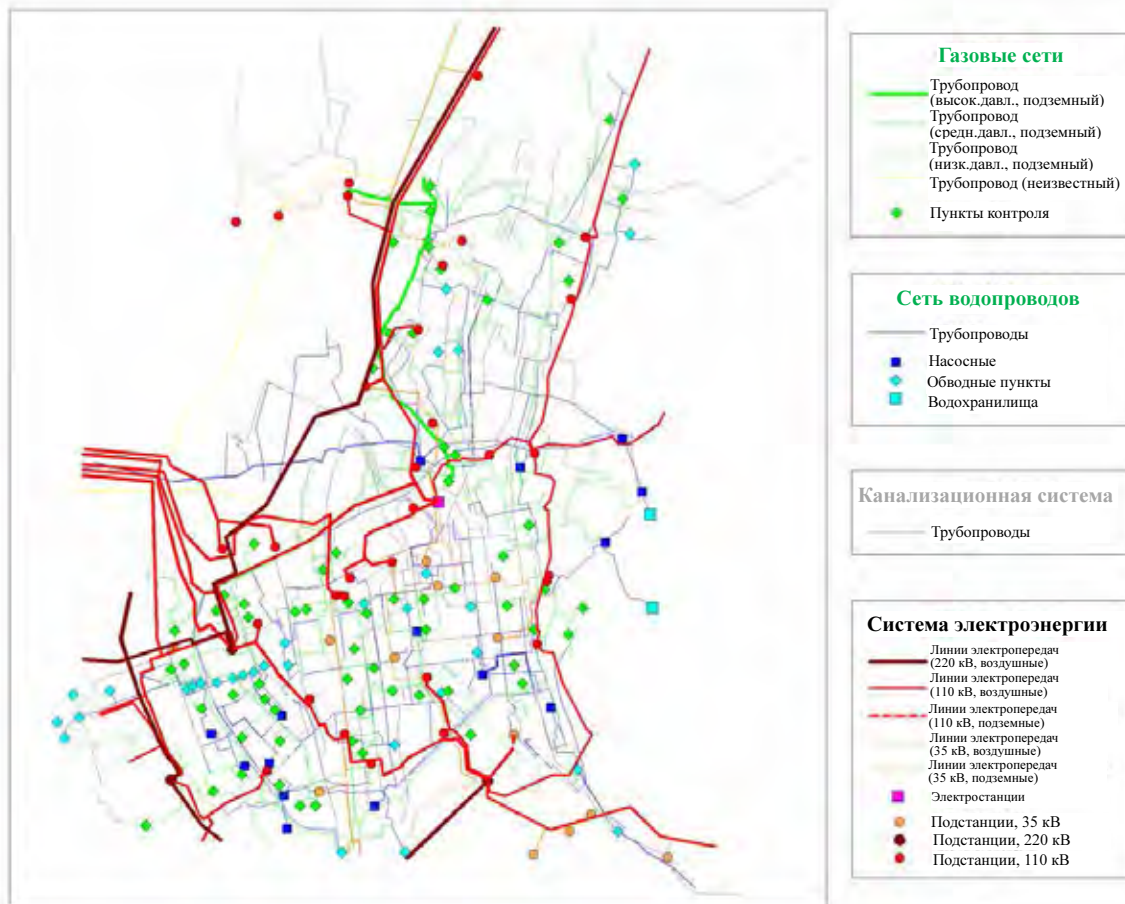 Газовые сети
Трубопровод
(высок.давл., подземный)
Трубопровод
(средн.давл., подземный)
Трубопровод
(низк.давл., подземный)
Трубопровод (неизвестный)
Пункты контроля
Сеть водопроводов
Трубопроводы
Насосные
Обводные пункты
Водохранилища
Канализационная система
Трубопроводы
Система электроэнергии
Линии электропередач
(220 кВ, воздушные)
Линии электропередач
(110 кВ, воздушные)
Линии электропередач
(110 кВ, подземные)
Линии электропередач
(35 кВ, воздушные)
Линии электропередач
(35 кВ, подземные)
Электростанции
Подстанции, 35 кВ
Подстанции, 220 кВ
Подстанции, 110 кВ